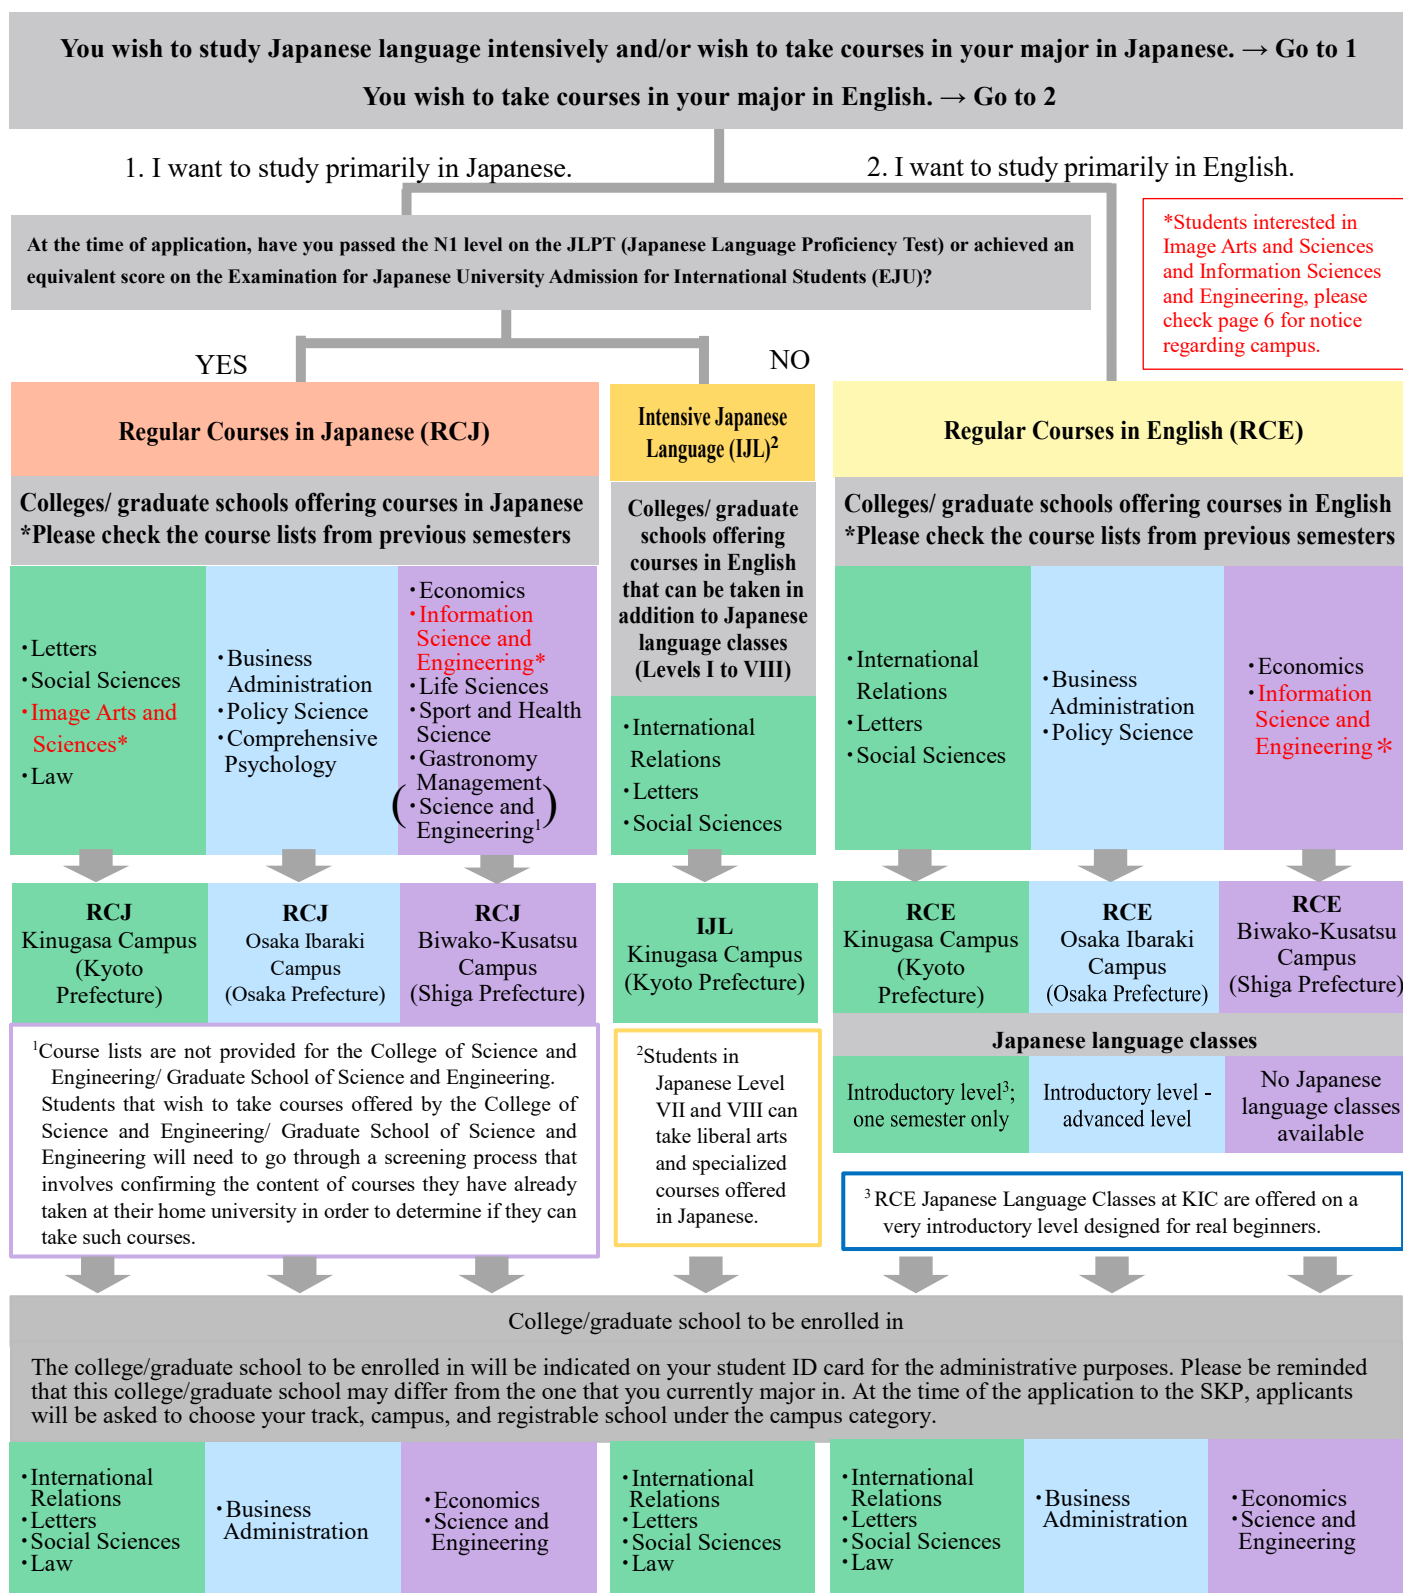 You wish to study Japanese language intensively and/or wish to take courses in your major in Japanese. → Go to 1
You wish to take courses in your major in English. → Go to 2
1. I want to study primarily in Japanese.
2. I want to study primarily in English.
At the time of application, have you passed the N1 level on the JLPT (Japanese Language Proficiency Test) or achieved an
equivalent score on the Examination for Japanese University Admission for International Students (EJU)?
*Students interested in
Image Arts and Sciences
and Information Sciences
and Engineering, please
check page 6 for notice
regarding campus.
YES
NO
Regular Courses in Japanese (RCJ)
Colleges/ graduate schools offering courses in Japanese
*Please check the course lists from previous semesters
・Letters
・Social Sciences
・Image Arts and
Sciences*
・Law
・Business
Administration
・Policy Science
・Comprehensive
Psychology
・Economics
・Information
Science and
Engineering*
・Life Sciences
・Sport and Health
Science
・Gastronomy
Management
(・Science and
Engineering1)
RCJ
Kinugasa Campus
(Kyoto
Prefecture)
RCJ
Osaka Ibaraki
Campus
(Osaka Prefecture)
RCJ
Biwako-Kusatsu
Campus
(Shiga Prefecture)
1Course lists are not provided for the College of Science and
Engineering/ Graduate School of Science and Engineering.
Students that wish to take courses offered by the College of
Science and Engineering/ Graduate School of Science and
Engineering will need to go through a screening process that
involves confirming the content of courses they have already
taken at their home university in order to determine if they can
take such courses.
Intensive Japanese
Language (IJL)2
Colleges/ graduate
schools offering
courses in English
that can be taken in
addition to Japanese
language classes
(Levels I to VIII)
・International
Relations
・Letters
・Social Sciences
IJL
Kinugasa Campus
(Kyoto Prefecture)
2Students in
Japanese Level
VII and VIII can
take liberal arts
and specialized
courses offered
in Japanese.
Regular Courses in English (RCE)
Colleges/ graduate schools offering courses in English
*Please check the course lists from previous semesters
・International
Relations
・Letters
・Social Sciences
・Business
Administration
・Policy Science
・Economics
・Information
Science and
Engineering＊
RCE
Kinugasa Campus
(Kyoto
Prefecture)
RCE
Osaka Ibaraki
Campus
(Osaka Prefecture)
RCE
Biwako-Kusatsu
Campus
(Shiga Prefecture)
Japanese language classes
Introductory level3;
one semester only
Introductory level -
advanced level
No Japanese
language classes
available
3 RCE Japanese Language Classes at KIC are offered on a
very introductory level designed for real beginners.
College/graduate school to be enrolled in
The college/graduate school to be enrolled in will be indicated on your student ID card for the administrative purposes. Please be reminded
that this college/graduate school may differ from the one that you currently major in. At the time of the application to the SKP, applicants
will be asked to choose your track, campus, and registrable school under the campus category.
・International
Relations
・Letters
・Social Sciences
・Law
・Business
Administration
・Economics
・Science and
Engineering
・International
Relations
・Letters
・Social Sciences
・Law
・International
Relations
・Letters
・Social Sciences
・Law
・Business
Administration
・Economics
・Science and
Engineering